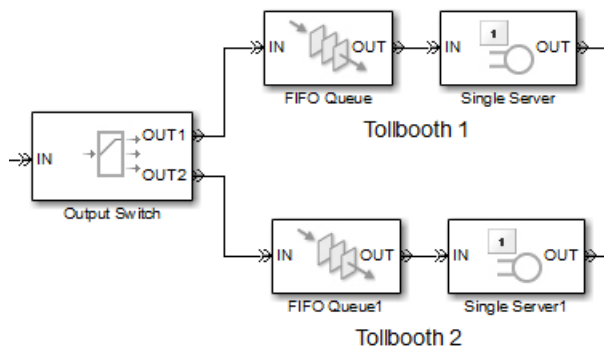 IN OUT
FIFO Queue
IN 1 OUT
Single Server
Tollbooth 1
IN OUT1
OUT2
Output Switch
IN OUT
FIFO Queue1
IN 1 OUT
Single Server1
Tollbooth 2